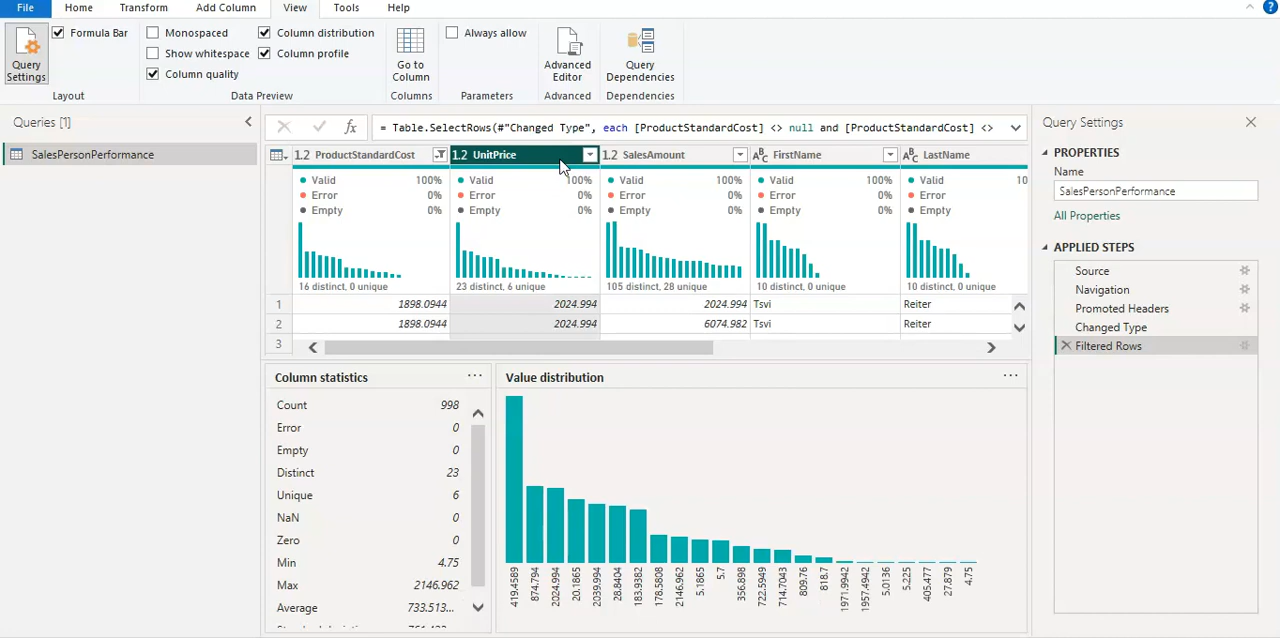 File Home Transform Add Column View Tools Help
Query Settings
Formula Bar
Layout
Monospaced
Show whitespace
Column quality
Column distribution
Column profile
Data Preview
Go to Column
Columns
Always allow
Parameters
Advanced Editor
Advanced
Query Dependencies
Dependencies
Queries [1]
SalesPersonPerformance
fx
= Table.SelectRows(#"Changed Type", each [ProductStandardCost] <> null and [ProductStandardCost] <>
1.2 ProductStandardCost 1.2 UnitPrice 1.2 SalesAmount ABC FirstName ABC LastName
Valid 100% Valid 100% Valid 100% Valid 100% Valid 10
Error 0% Error 0% Error 0% Error 0% Error
Empty 0% Empty 0% Empty 0% Empty 0% Empty
16 distinct, 0 unique 23 distinct, 6 unique 105 distinct, 28 unique 10 distinct, 0 unique 10 distinct, 0 unique
1 1898.0944 2024.994 2024.994 Tsvi Reiter
2 1898.0944 2024.994 6074.982 Tsvi Reiter
3
Column statistics
Count 998
Error 0
Empty 0
Distinct 23
Unique 6
NaN 0
Zero 0
Min 4.75
Max 2146.962
Average 733.513...
Value distribution
419.4589 874.794 2024.994 20.1865 2039.994 28.8404 183.9382 178.5808 2146.962 5.1865 5.7 356.898 722.5949 714.7043 809.76 818.7 1971.9942 1957.4942 5.0136 5.225 405.477 27.879 4.75
Query Settings
PROPERTIES
Name
SalesPersonPerformance
All Properties
APPLIED STEPS
Source
Navigation
Promoted Headers
Changed Type
Filtered Rows